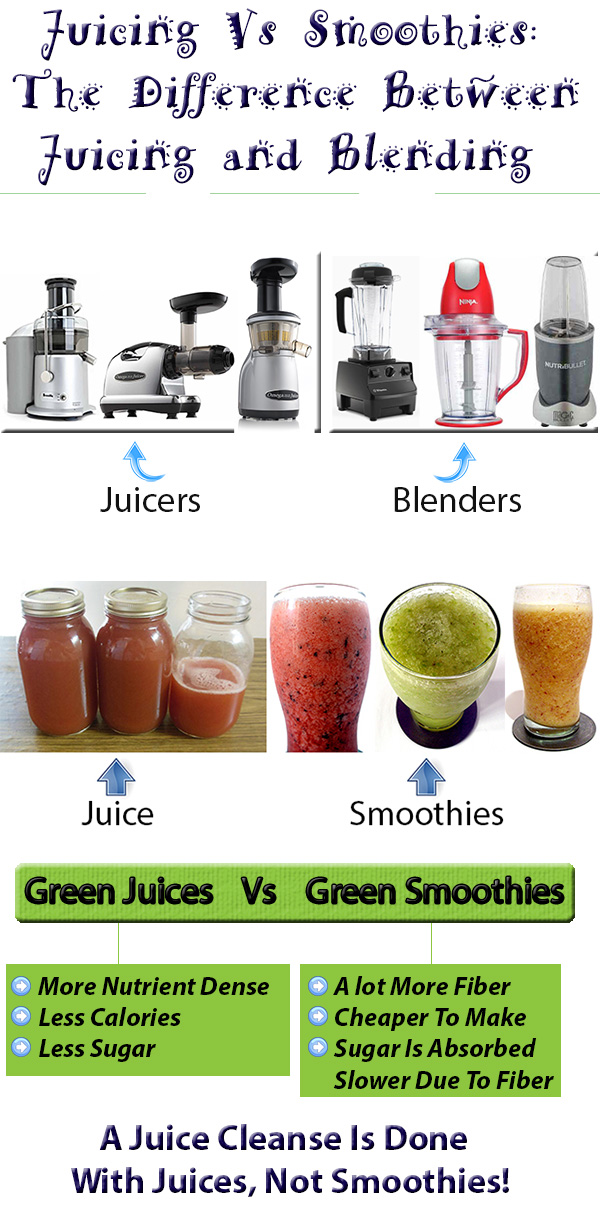 Juicing Vs Smoothies:
The Difference Between
Juicing and Blending
NINJA
NUTRiBULLET
Juicers
Blenders
Juice
Smoothies
Green Juices Vs Green Smoothies
More Nutrient Dense
Less Calories
Less Sugar
A lot More Fiber
Cheaper To Make
Sugar Is Absorbed
Slower Due To Fiber
A Juice Cleanse Is Done
With Juices, Not Smoothies!